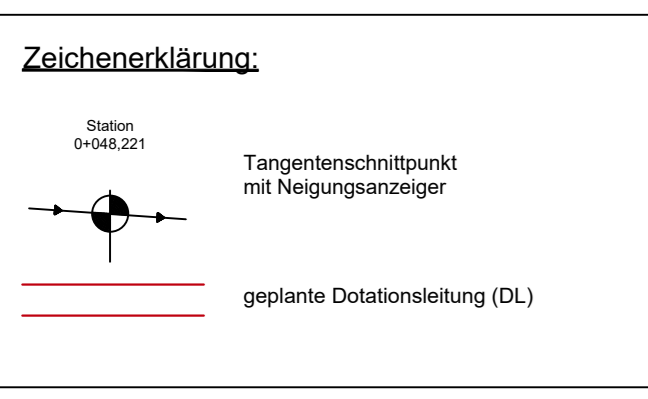 Zeichenerklärung:
Station
0+048,221
Tangentenschnittpunkt
mit Neigungsanzeiger
geplante Dotationsleitung (DL)